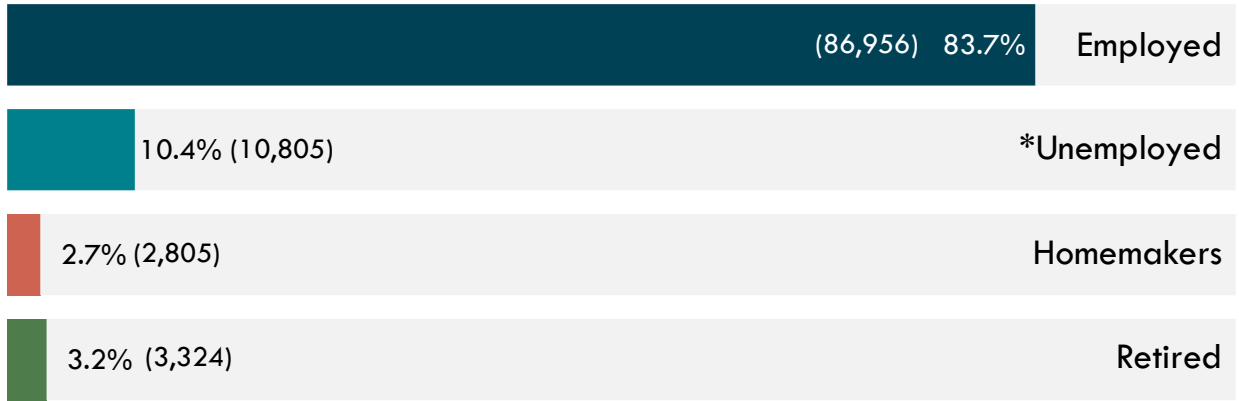 (86,956) 83.7% Employed
10.4% (10,805) *Unemployed
2.7% (2,805) Homemakers
3.2% (3,324) Retired